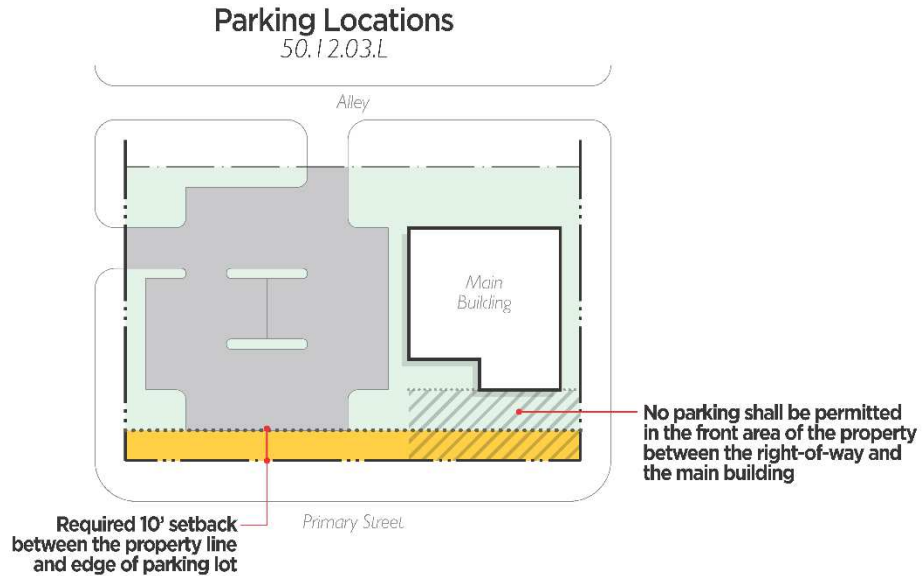 Parking Locations
50.12.03.L
Alley
Main
Building
No parking shall be permitted
in the front area of the property
between the right-of-way and
the main building
Required 10' setback
between the property line
and edge of parking lot
Primary Street